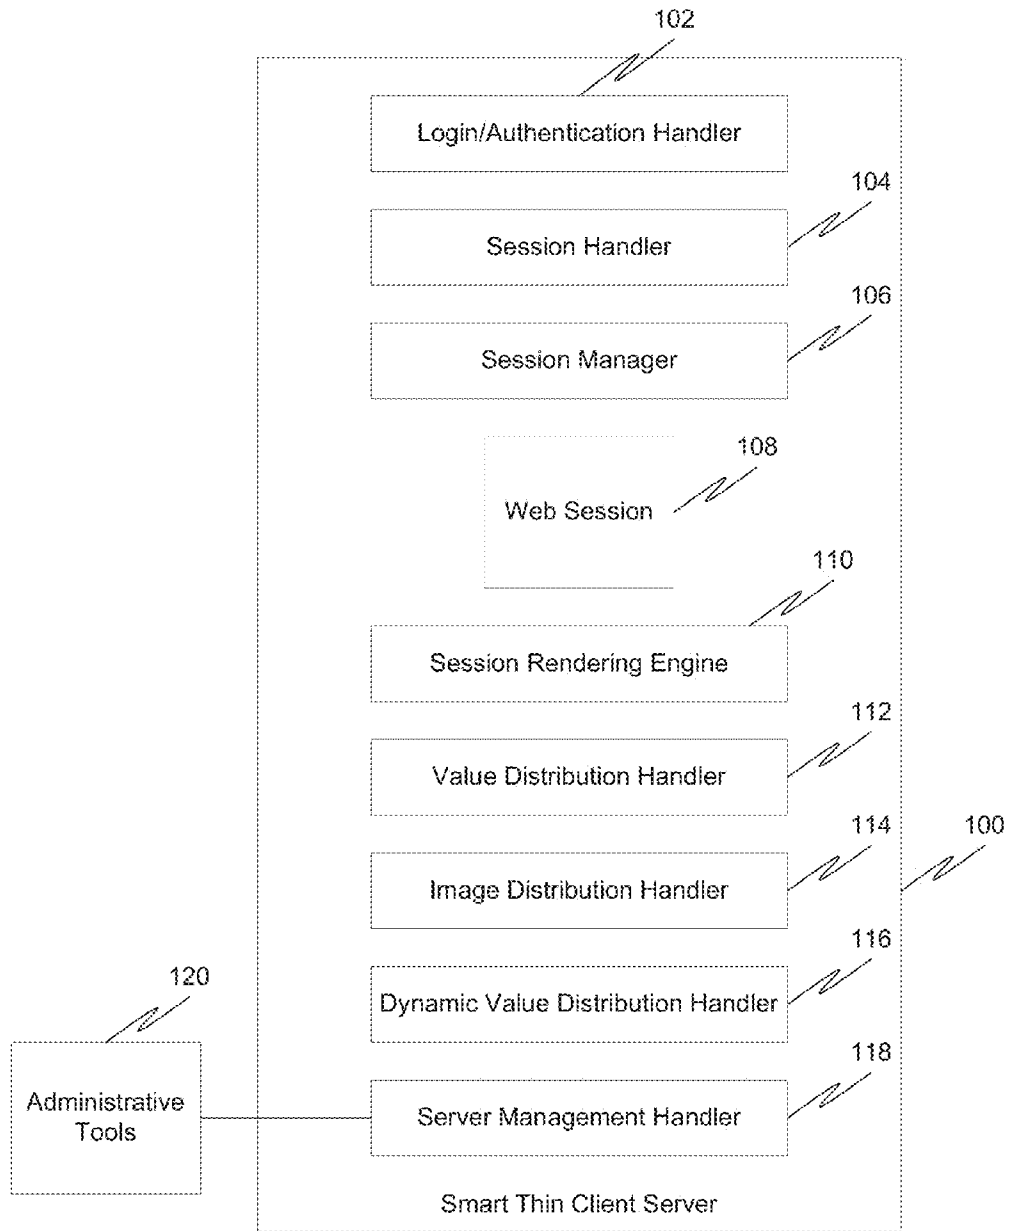 102
Login/Authentication Handler
104
Session Handler
106
Session Manager
108
Web Session
110
Session Rendering Engine
112
Value Distribution Handler
114
100
Image Distribution Handler
116
120
Dynamic Value Distribution Handler
118
Administrative
Tools
Server Management Handler
Smart Thin Client Server